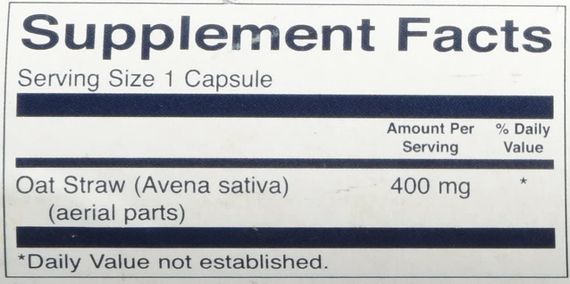 Supplement Facts
Serving Size 1 Capsule
Amount Per Serving % Daily Value
Oat Straw (Avena sativa) 400 mg *
(aerial parts)
*Daily Value not established.